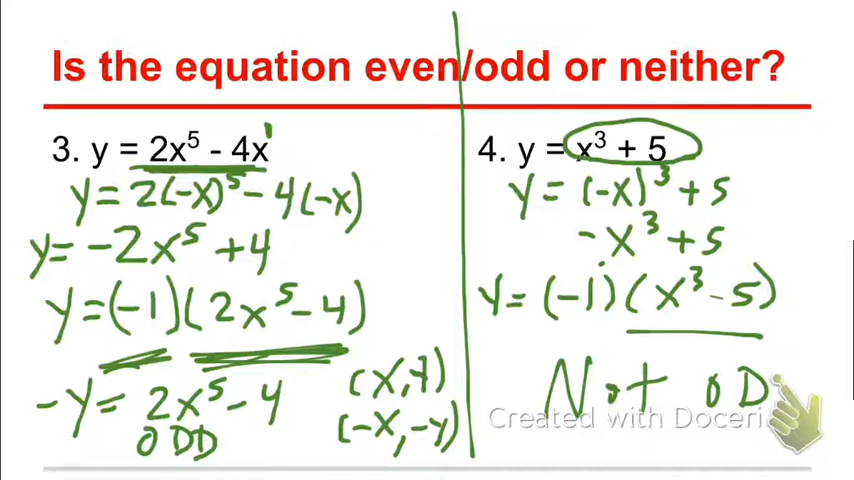 Is the equation even/odd or neither?
3. y = 2x⁵ - 4x¹
y = 2(-x)⁵ - 4(-x)
y = -2x⁵ + 4
y = (-1)(2x⁵ - 4)
-y = 2x⁵ - 4
ODD
(x, y)
(-x, -y)
4. y = x³ + 5
y = (-x)³ + 5
-x³ + 5
y = (-1)(x³ - 5)
Not OD
Created with Doceri